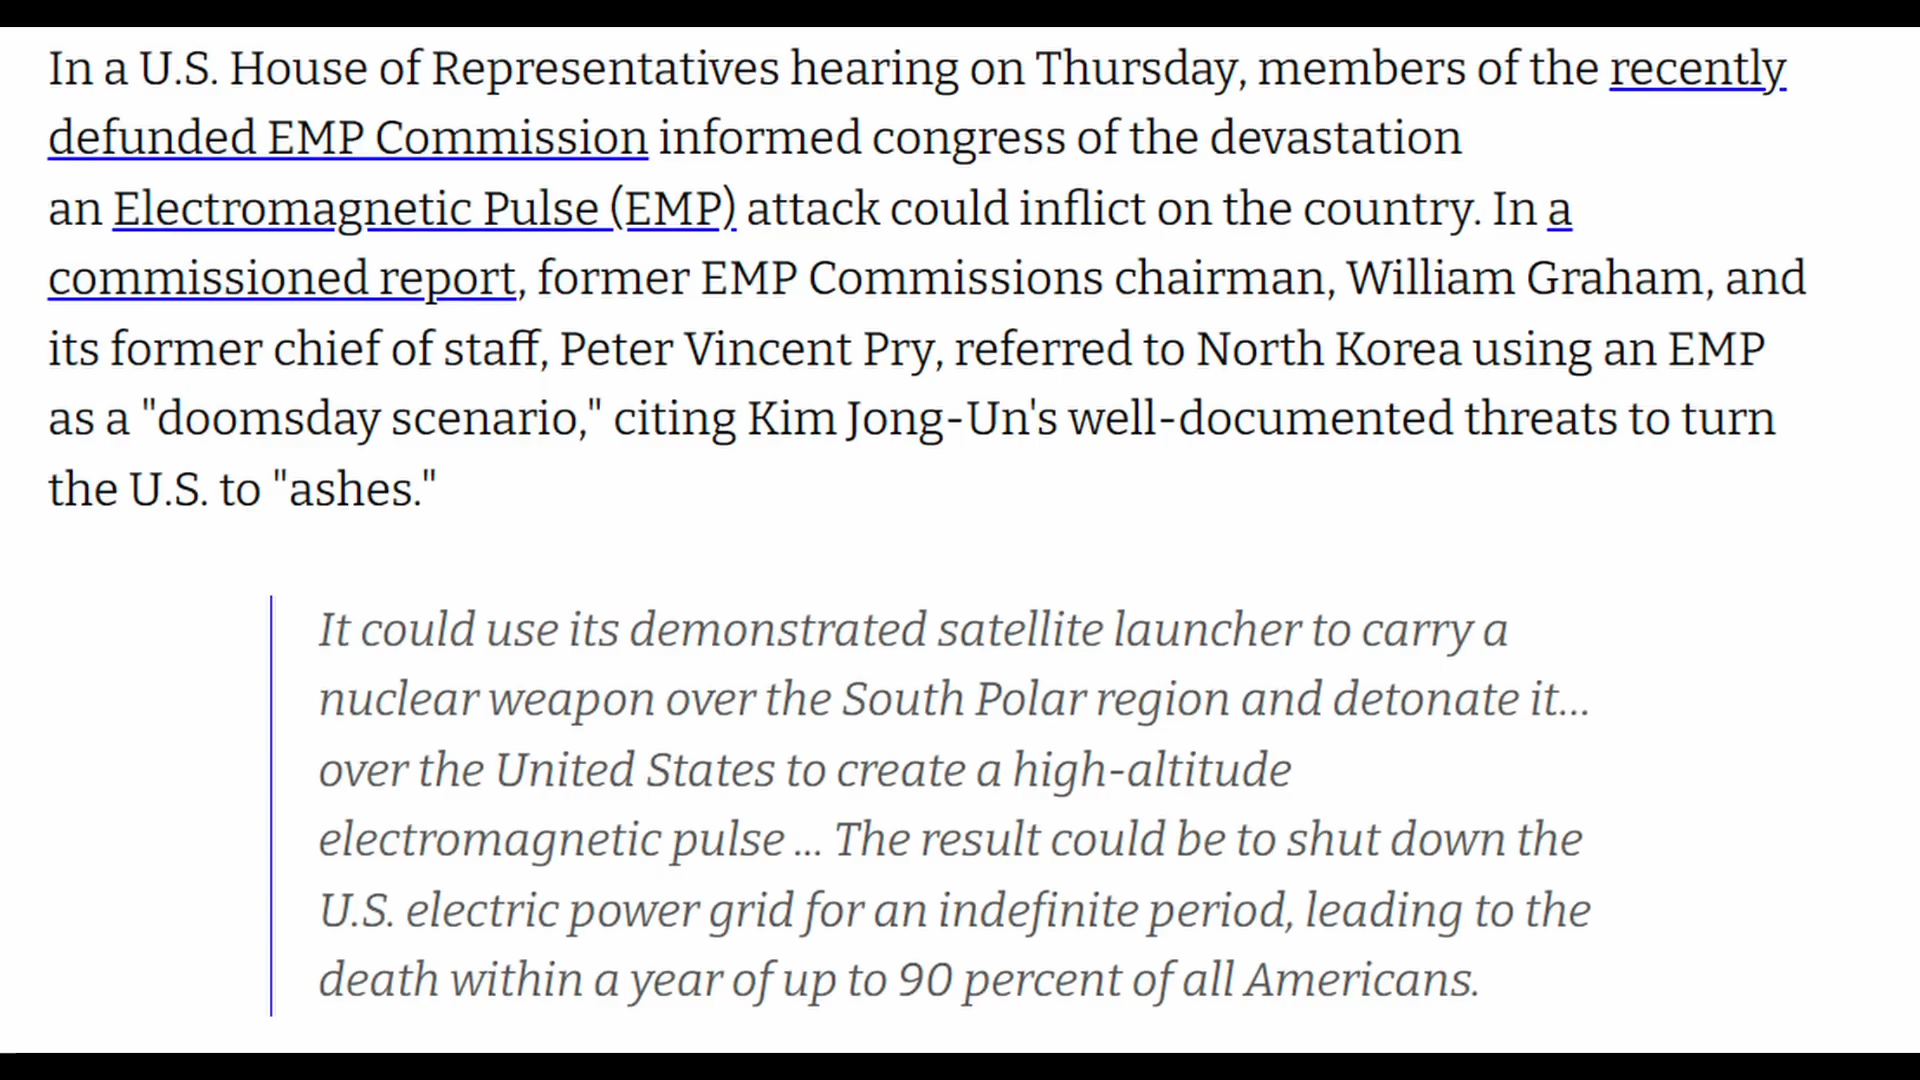 In a U.S. House of Representatives hearing on Thursday, members of the recently
defunded EMP Commission informed congress of the devastation
an Electromagnetic Pulse (EMP) attack could inflict on the country. In a
commissioned report, former EMP Commissions chairman, William Graham, and
its former chief of staff, Peter Vincent Pry, referred to North Korea using an EMP
as a "doomsday scenario," citing Kim Jong-Un's well-documented threats to turn
the U.S. to "ashes."
It could use its demonstrated satellite launcher to carry a
nuclear weapon over the South Polar region and detonate it...
over the United States to create a high-altitude
electromagnetic pulse ... The result could be to shut down the
U.S. electric power grid for an indefinite period, leading to the
death within a year of up to 90 percent of all Americans.